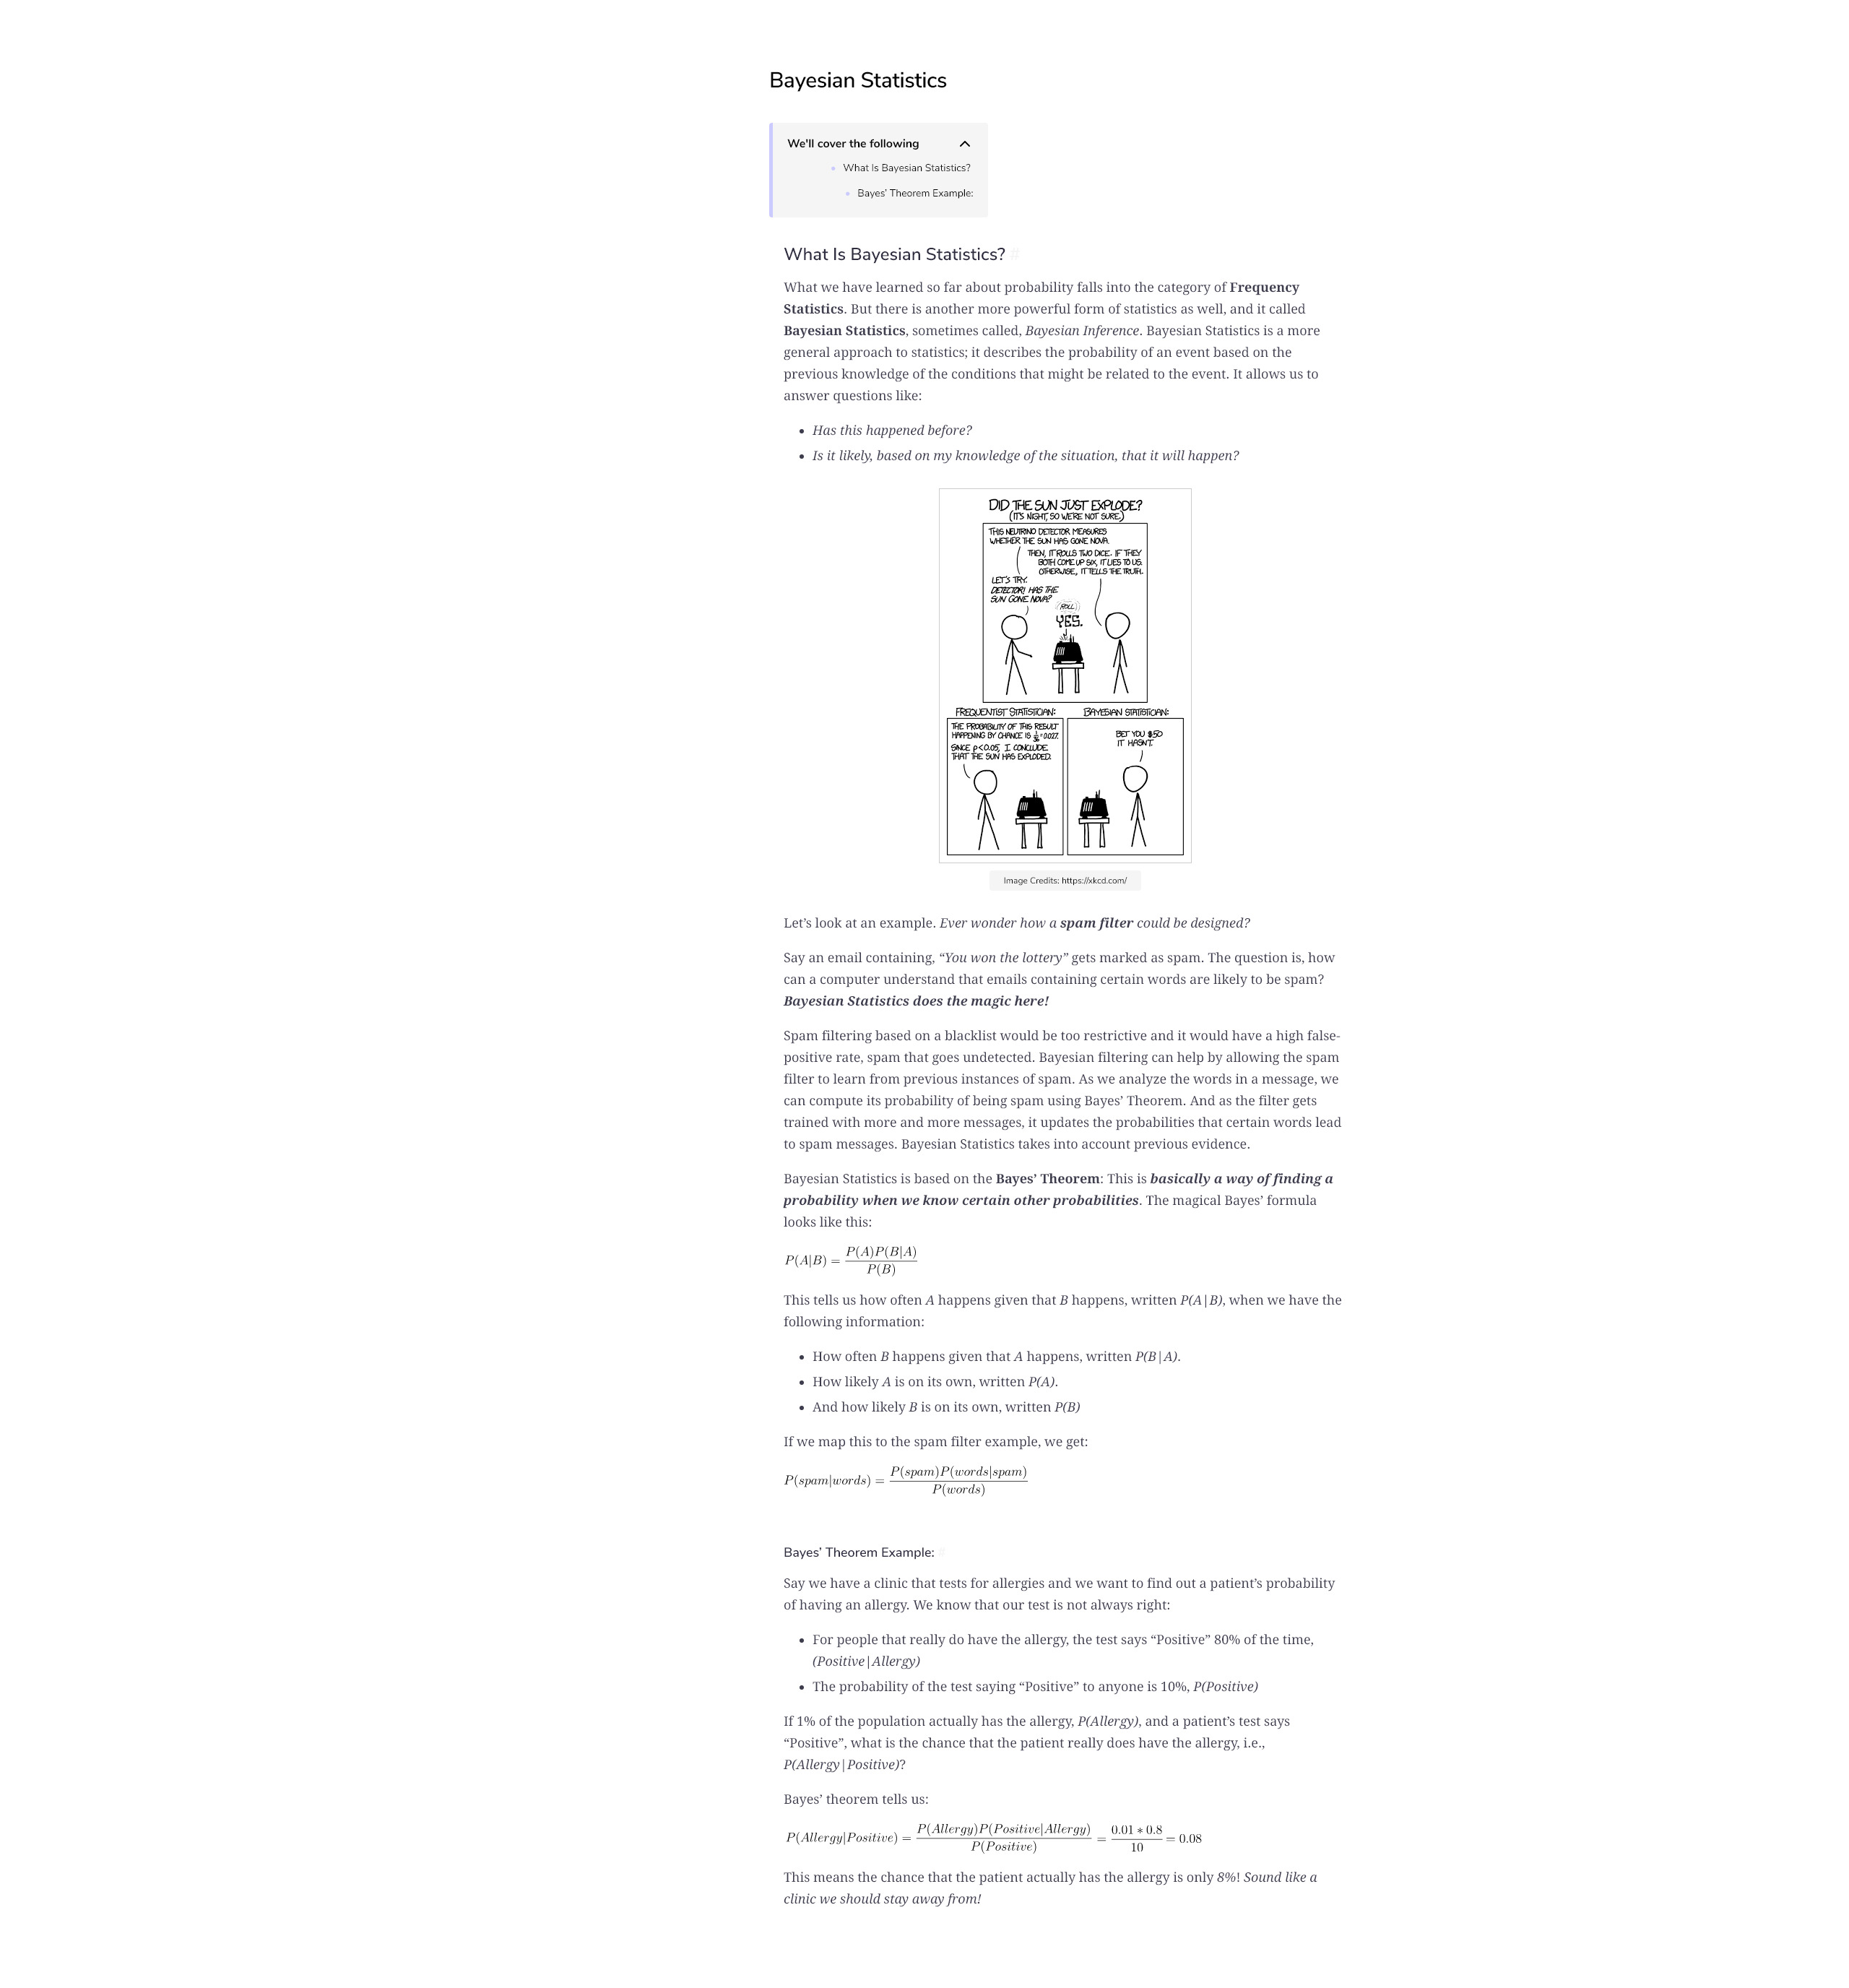 Bayesian Statistics
We'll cover the following
What Is Bayesian Statistics?
Bayes’ Theorem Example:
What Is Bayesian Statistics? #
What we have learned so far about probability falls into the category of Frequency
Statistics. But there is another more powerful form of statistics as well, and it called
Bayesian Statistics, sometimes called, Bayesian Inference. Bayesian Statistics is a more
general approach to statistics; it describes the probability of an event based on the
previous knowledge of the conditions that might be related to the event. It allows us to
answer questions like:
• Has this happened before?
• Is it likely, based on my knowledge of the situation, that it will happen?
DID THE SUN JUST EXPLODE?
(IT'S NIGHT, SO WE'RE NOT SURE.)
THIS NEUTRINO DETECTOR MEASURES
WHETHER THE SUN HAS GONE NOVA.
THEN, IT ROLLS TWO DICE. IF THEY
BOTH COME UP SIX, IT LIES TO US.
OTHERWISE, IT TELLS THE TRUTH.
LET'S TRY.
DETECTOR! HAS THE
SUN GONE NOVA?
ROLL
YES.
FREQUENTIST STATISTICIAN:
THE PROBABILITY OF THIS RESULT
HAPPENING BY CHANCE IS 1/36=0.027.
SINCE p<0.05, I CONCLUDE
THAT THE SUN HAS EXPLODED.
BAYESIAN STATISTICIAN:
BET YOU $50
IT HASN'T.
Image Credits: https://xkcd.com/
Let’s look at an example. Ever wonder how a spam filter could be designed?
Say an email containing, “You won the lottery” gets marked as spam. The question is, how
can a computer understand that emails containing certain words are likely to be spam?
Bayesian Statistics does the magic here!
Spam filtering based on a blacklist would be too restrictive and it would have a high false-
positive rate, spam that goes undetected. Bayesian filtering can help by allowing the spam
filter to learn from previous instances of spam. As we analyze the words in a message, we
can compute its probability of being spam using Bayes’ Theorem. And as the filter gets
trained with more and more messages, it updates the probabilities that certain words lead
to spam messages. Bayesian Statistics takes into account previous evidence.
Bayesian Statistics is based on the Bayes’ Theorem: This is basically a way of finding a
probability when we know certain other probabilities. The magical Bayes’ formula
looks like this:
P(A|B) = P(A)P(B|A) / P(B)
This tells us how often A happens given that B happens, written P(A|B), when we have the
following information:
• How often B happens given that A happens, written P(B|A).
• How likely A is on its own, written P(A).
• And how likely B is on its own, written P(B)
If we map this to the spam filter example, we get:
P(spam|words) = P(spam)P(words|spam) / P(words)
Bayes’ Theorem Example: #
Say we have a clinic that tests for allergies and we want to find out a patient’s probability
of having an allergy. We know that our test is not always right:
• For people that really do have the allergy, the test says “Positive” 80% of the time,
(Positive|Allergy)
• The probability of the test saying “Positive” to anyone is 10%, P(Positive)
If 1% of the population actually has the allergy, P(Allergy), and a patient’s test says
“Positive”, what is the chance that the patient really does have the allergy, i.e.,
P(Allergy|Positive)?
Bayes’ theorem tells us:
P(Allergy|Positive) = P(Allergy)P(Positive|Allergy) / P(Positive) = 0.01 * 0.8 / 10 = 0.08
This means the chance that the patient actually has the allergy is only 8%! Sound like a
clinic we should stay away from!